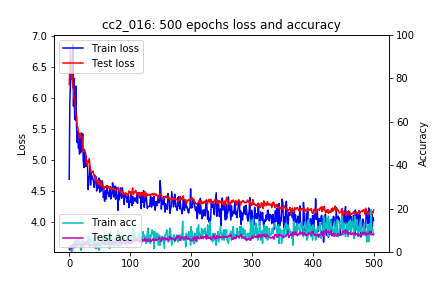 cc2_016: 500 epochs loss and accuracy
7.0
6.5
6.0
5.5
5.0
4.5
4.0
Loss
Train loss
Test loss
Train acc
Test acc
100
80
60
40
20
0
Accuracy
0 100 200 300 400 500